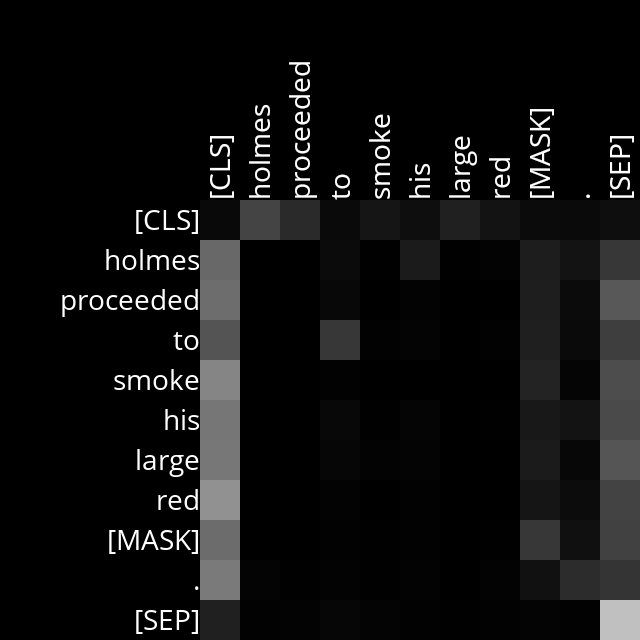 [CLS]
holmes
proceeded
to
smoke
his
large
red
[MASK]
.
[SEP]
[CLS]
holmes
proceeded
to
smoke
his
large
red
[MASK]
.
[SEP]